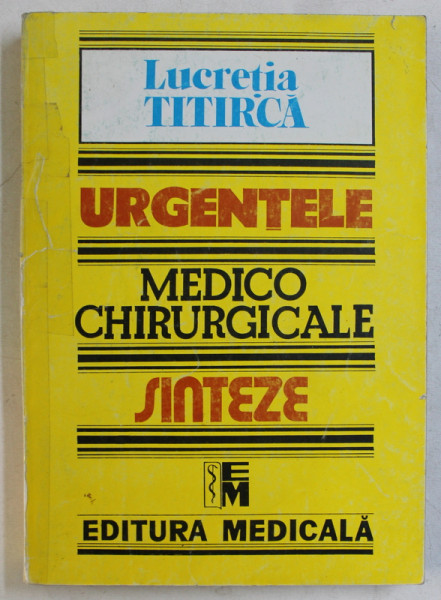 Lucreția
TITIRCĂ
URGENȚELE
MEDICO
CHIRURGICALE
SINTEZE
EM
EDITURA MEDICALĂ